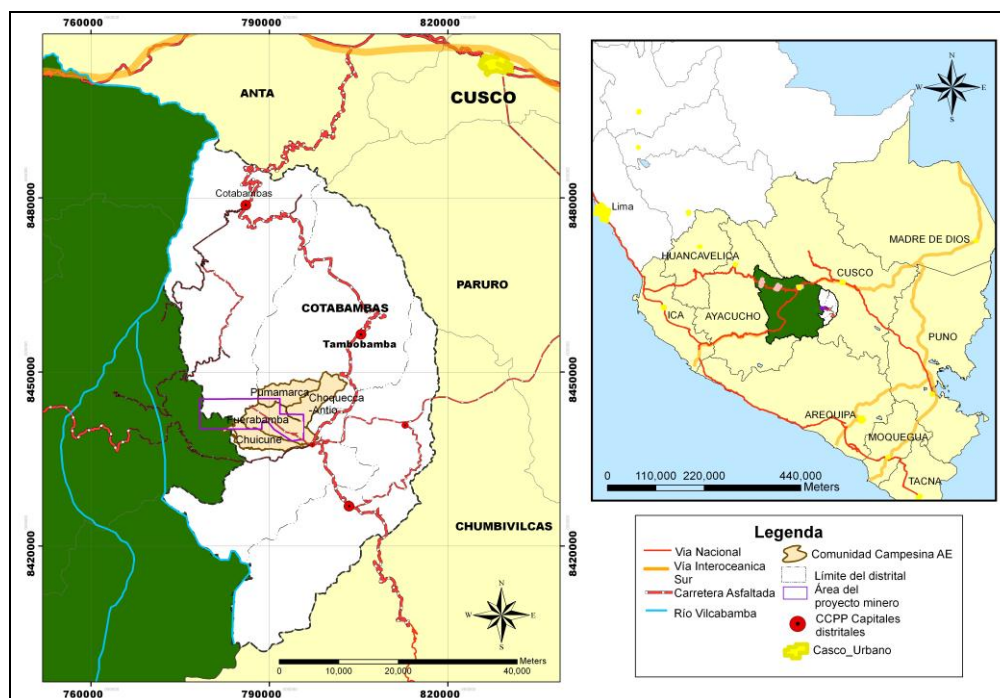 760000
790000
820000
ANTA
CUSCO
8480000
8480000
Cotabambas
PARURO
COTABAMBAS
Tambobamba
8450000
8450000
Pumamarca
Choquecca
-Antio
Fuerabamba
Chuicune
CHUMBIVILCAS
8420000
8420000
N
W
E
S
0
10,000
20,000
40,000
Meters
760000
790000
820000
N
W
E
S
Lima
MADRE DE DIOS
HUANCAVELICA
CUSCO
ICA
AYACUCHO
PUNO
AREQUIPA
MOQUEGUA
TACNA
0
110,000
220,000
440,000
Meters
Legenda
Via Nacional
Vía Interoceanica
Sur
Carretera Asfaltada
Río Vilcabamba
Comunidad Campesina AE
Límite del distrital
Área del
proyecto minero
CCPP Capitales
distritales
Casco_Urbano